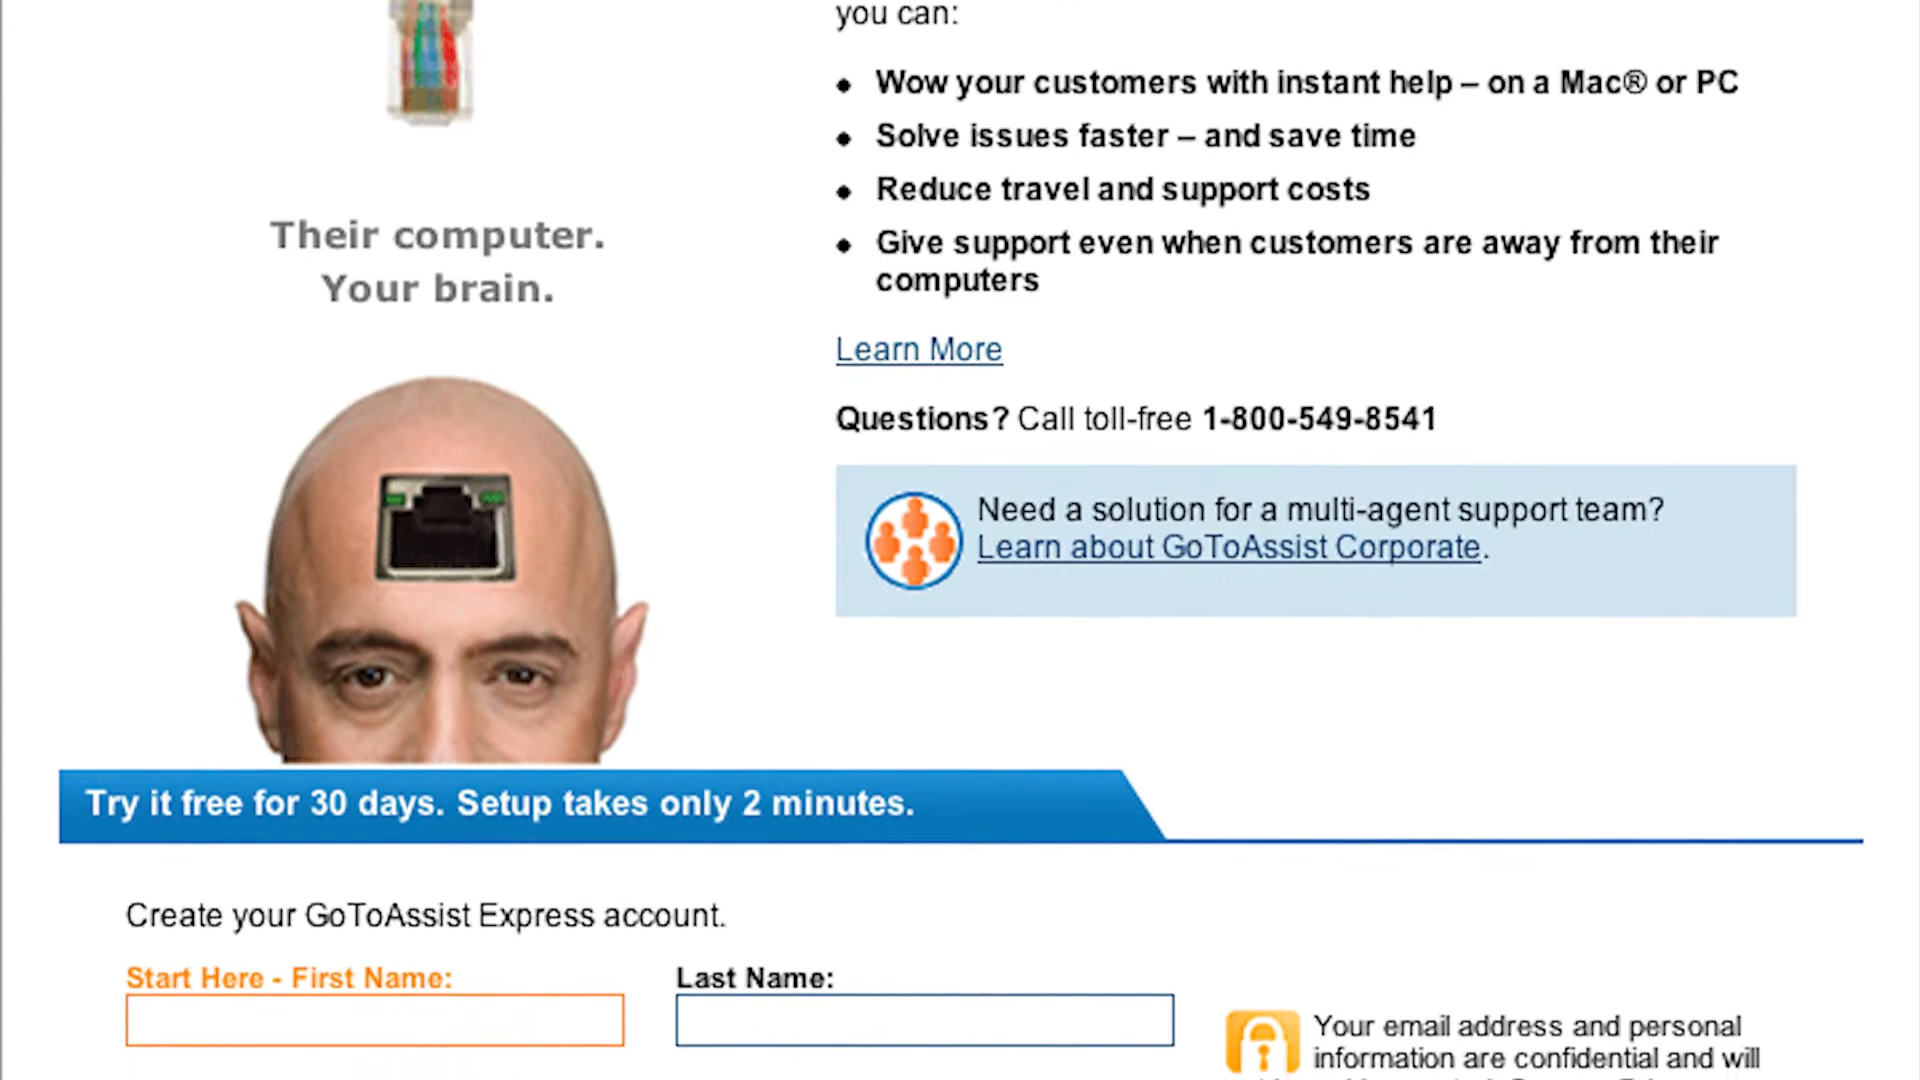 you can:
Wow your customers with instant help – on a Mac® or PC
Solve issues faster – and save time
Reduce travel and support costs
Give support even when customers are away from their
computers
Their computer.
Your brain.
Learn More
Questions? Call toll-free 1-800-549-8541
Need a solution for a multi-agent support team?
Learn about GoToAssist Corporate.
Try it free for 30 days. Setup takes only 2 minutes.
Create your GoToAssist Express account.
Start Here - First Name:
Last Name:
Your email address and personal
information are confidential and will